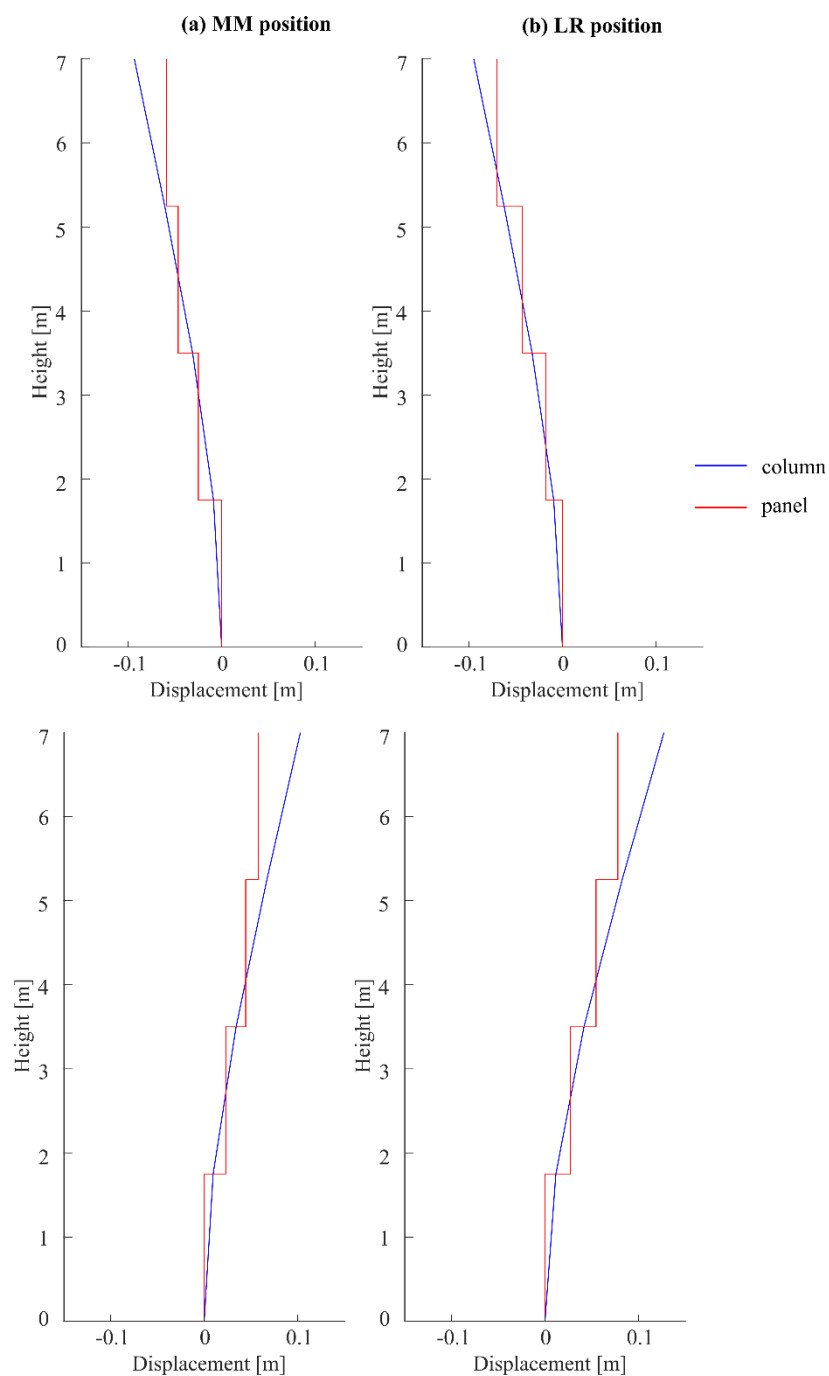 (a) MM position
(b) LR position
7
6
5
4
3
2
1
0
Height [m]
-0.1 0 0.1
Displacement [m]
7
6
5
4
3
2
1
0
Height [m]
-0.1 0 0.1
Displacement [m]
column
panel
7
6
5
4
3
2
1
0
Height [m]
-0.1 0 0.1
Displacement [m]
7
6
5
4
3
2
1
0
Height [m]
-0.1 0 0.1
Displacement [m]